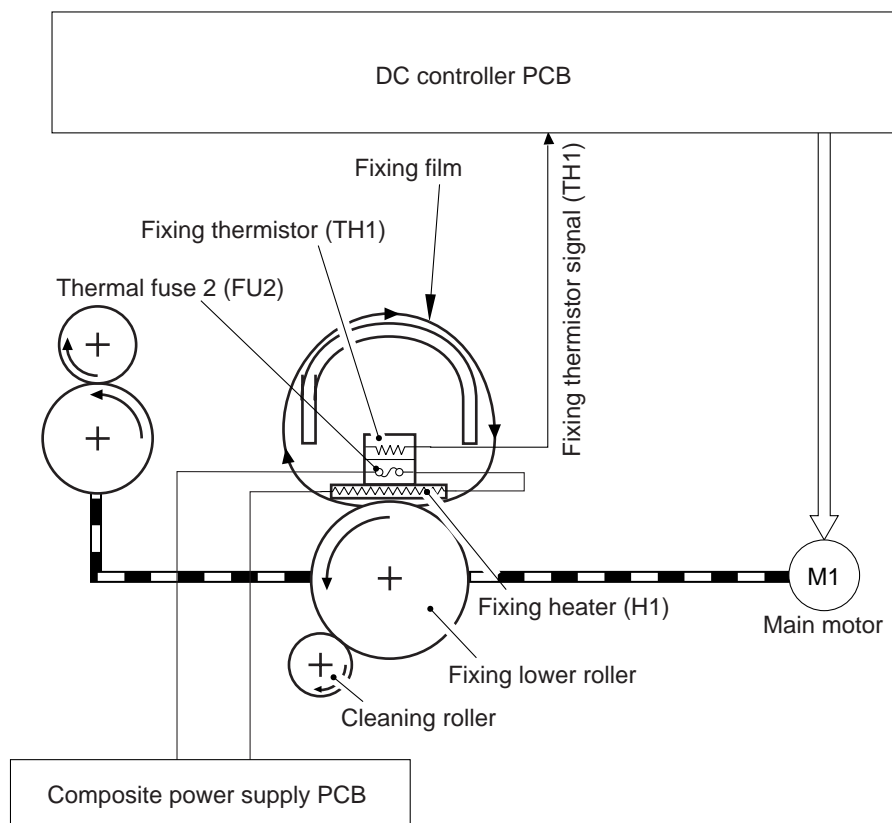 DC controller PCB
Fixing film
Fixing thermistor signal (TH1)
Fixing thermistor (TH1)
Thermal fuse 2 (FU2)
M1
Fixing heater (H1)
Main motor
Fixing lower roller
Cleaning roller
Composite power supply PCB